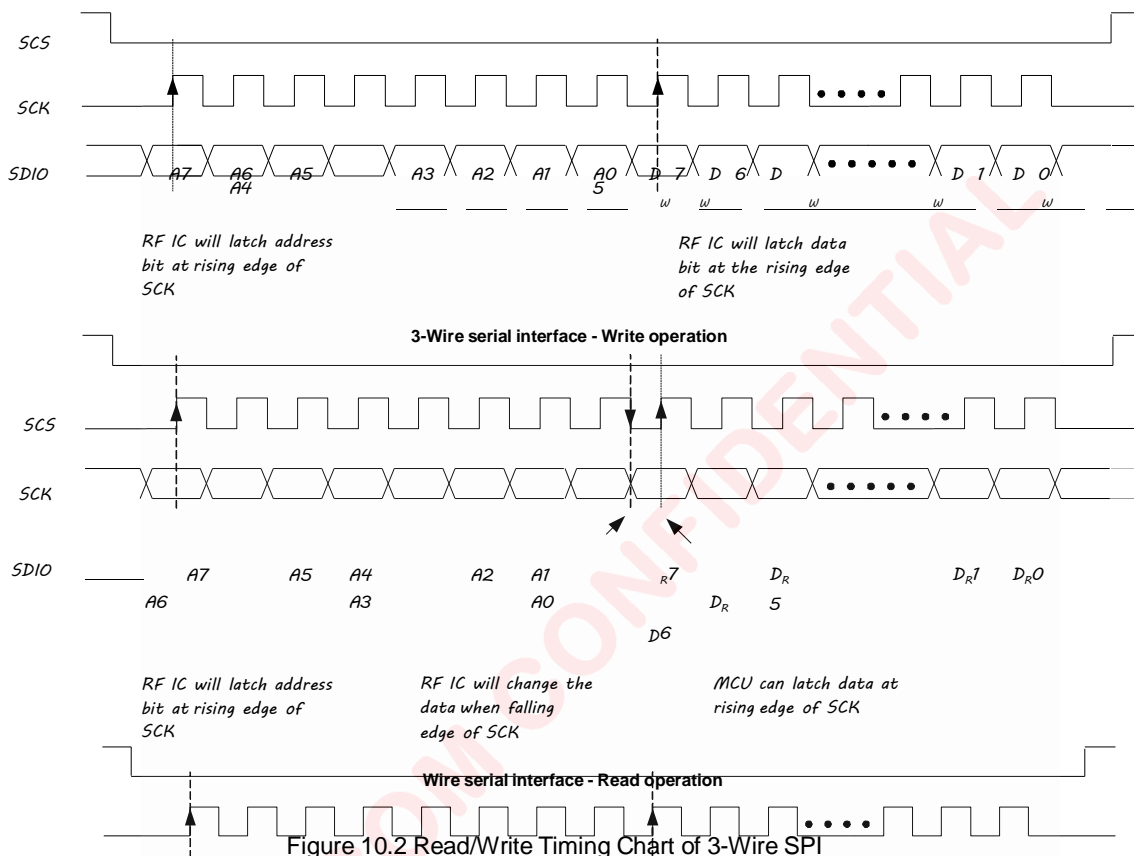 SCS
SCK
SDIO
A7 A6 A5 A3 A2 A1 A0 D 7 D 6 D D 1 D 0
A4 5
w w w w w
RF IC will latch address
bit at rising edge of
SCK
RF IC will latch data
bit at the rising edge
of SCK
3-Wire serial interface - Write operation
SCS
SCK
SDIO
A7 A5 A4 A2 A1 R7 DR DR1 DR0
A6 A3 A0 DR 5
D6
RF IC will latch address
bit at rising edge of
SCK
RF IC will change the
data when falling
edge of SCK
MCU can latch data at
rising edge of SCK
Wire serial interface - Read operation
Figure 10.2 Read/Write Timing Chart of 3-Wire SPI
OM CONFIDENTIAL